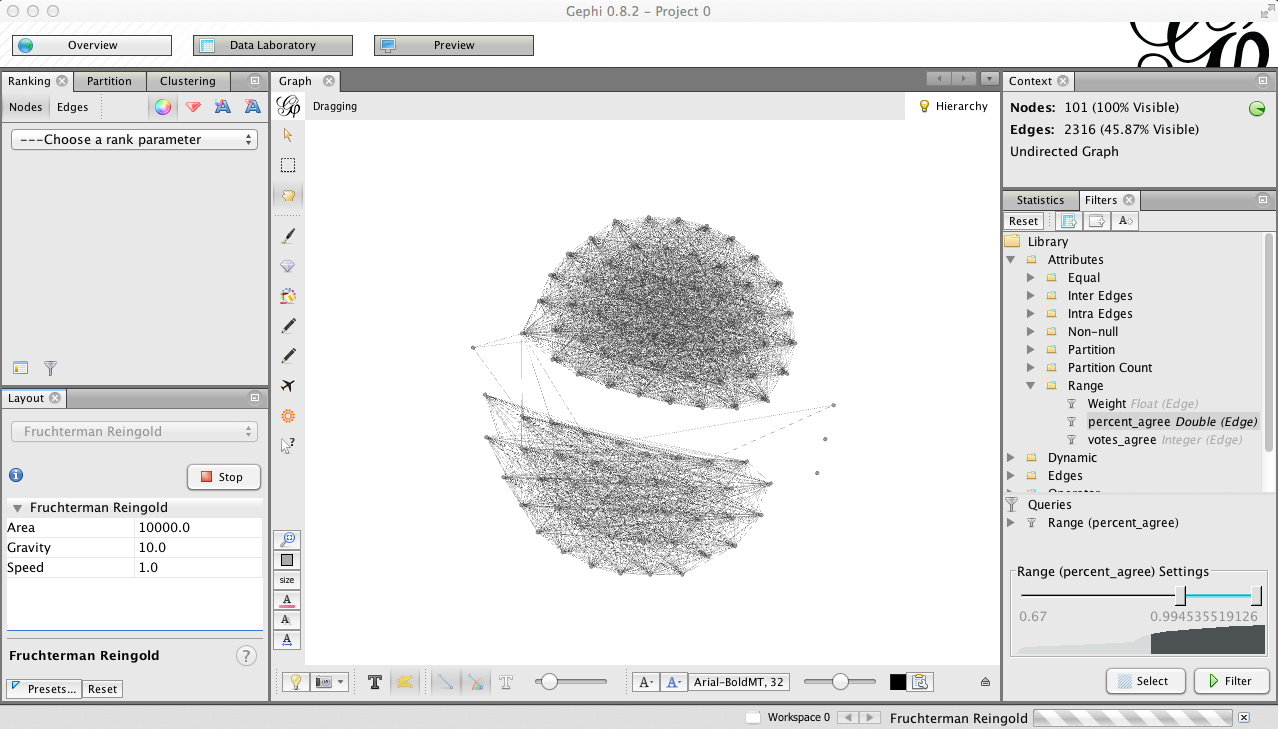 Gephi 0.8.2 – Project 0
Overview
Data Laboratory
Preview
Ranking
Partition
Clustering
Nodes
Edges
---Choose a rank parameter
Layout
Fruchterman Reingold
Stop
Fruchterman Reingold
Area 10000.0
Gravity 10.0
Speed 1.0
Fruchterman Reingold
?
Presets...
Reset
Graph
Dragging
Hierarchy
size
A
A
A
T
T
A
A
Arial-BoldMT, 32
Context
Nodes: 101 (100% Visible)
Edges: 2316 (45.87% Visible)
Undirected Graph
Statistics
Filters
Reset
Library
Attributes
Equal
Inter Edges
Intra Edges
Non-null
Partition
Partition Count
Range
Weight Float (Edge)
percent_agree Double (Edge)
votes_agree Integer (Edge)
Dynamic
Edges
Operator
Queries
Range (percent_agree)
Range (percent_agree) Settings
0.67 0.994535519126
Select
Filter
Workspace 0
Fruchterman Reingold